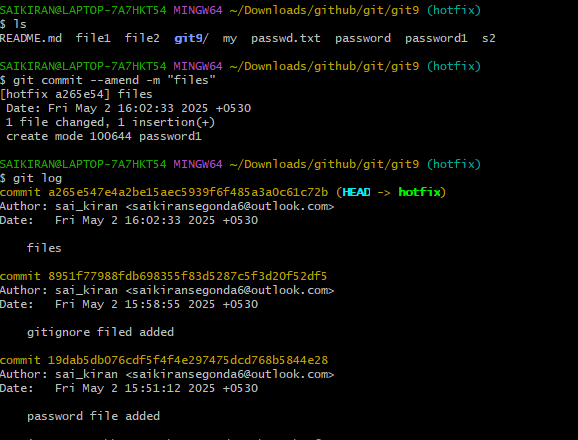 SAIKIRAN@LAPTOP-7A7HKT54 MINGW64 ~/Downloads/github/git/git9 (hotfix)
$ ls
README.md  file1  file2  git9/  my  passwd.txt  password  password1  s2
SAIKIRAN@LAPTOP-7A7HKT54 MINGW64 ~/Downloads/github/git/git9 (hotfix)
$ git commit --amend -m "files"
[hotfix a265e54] files
 Date: Fri May 2 16:02:33 2025 +0530
 1 file changed, 1 insertion(+)
 create mode 100644 password1
SAIKIRAN@LAPTOP-7A7HKT54 MINGW64 ~/Downloads/github/git/git9 (hotfix)
$ git log
commit a265e547e4a2be15aec5939f6f485a3a0c61c72b (HEAD -> hotfix)
Author: sai_kiran <saikiransegonda6@outlook.com>
Date:   Fri May 2 16:02:33 2025 +0530
    files
commit 8951f77988fdb698355f83d5287c5f3d20f52df5
Author: sai_kiran <saikiransegonda6@outlook.com>
Date:   Fri May 2 15:58:55 2025 +0530
    gitignore filed added
commit 19dab5db076cdf5f4f4e297475dcd768b5844e28
Author: sai_kiran <saikiransegonda6@outlook.com>
Date:   Fri May 2 15:51:12 2025 +0530
    password file added